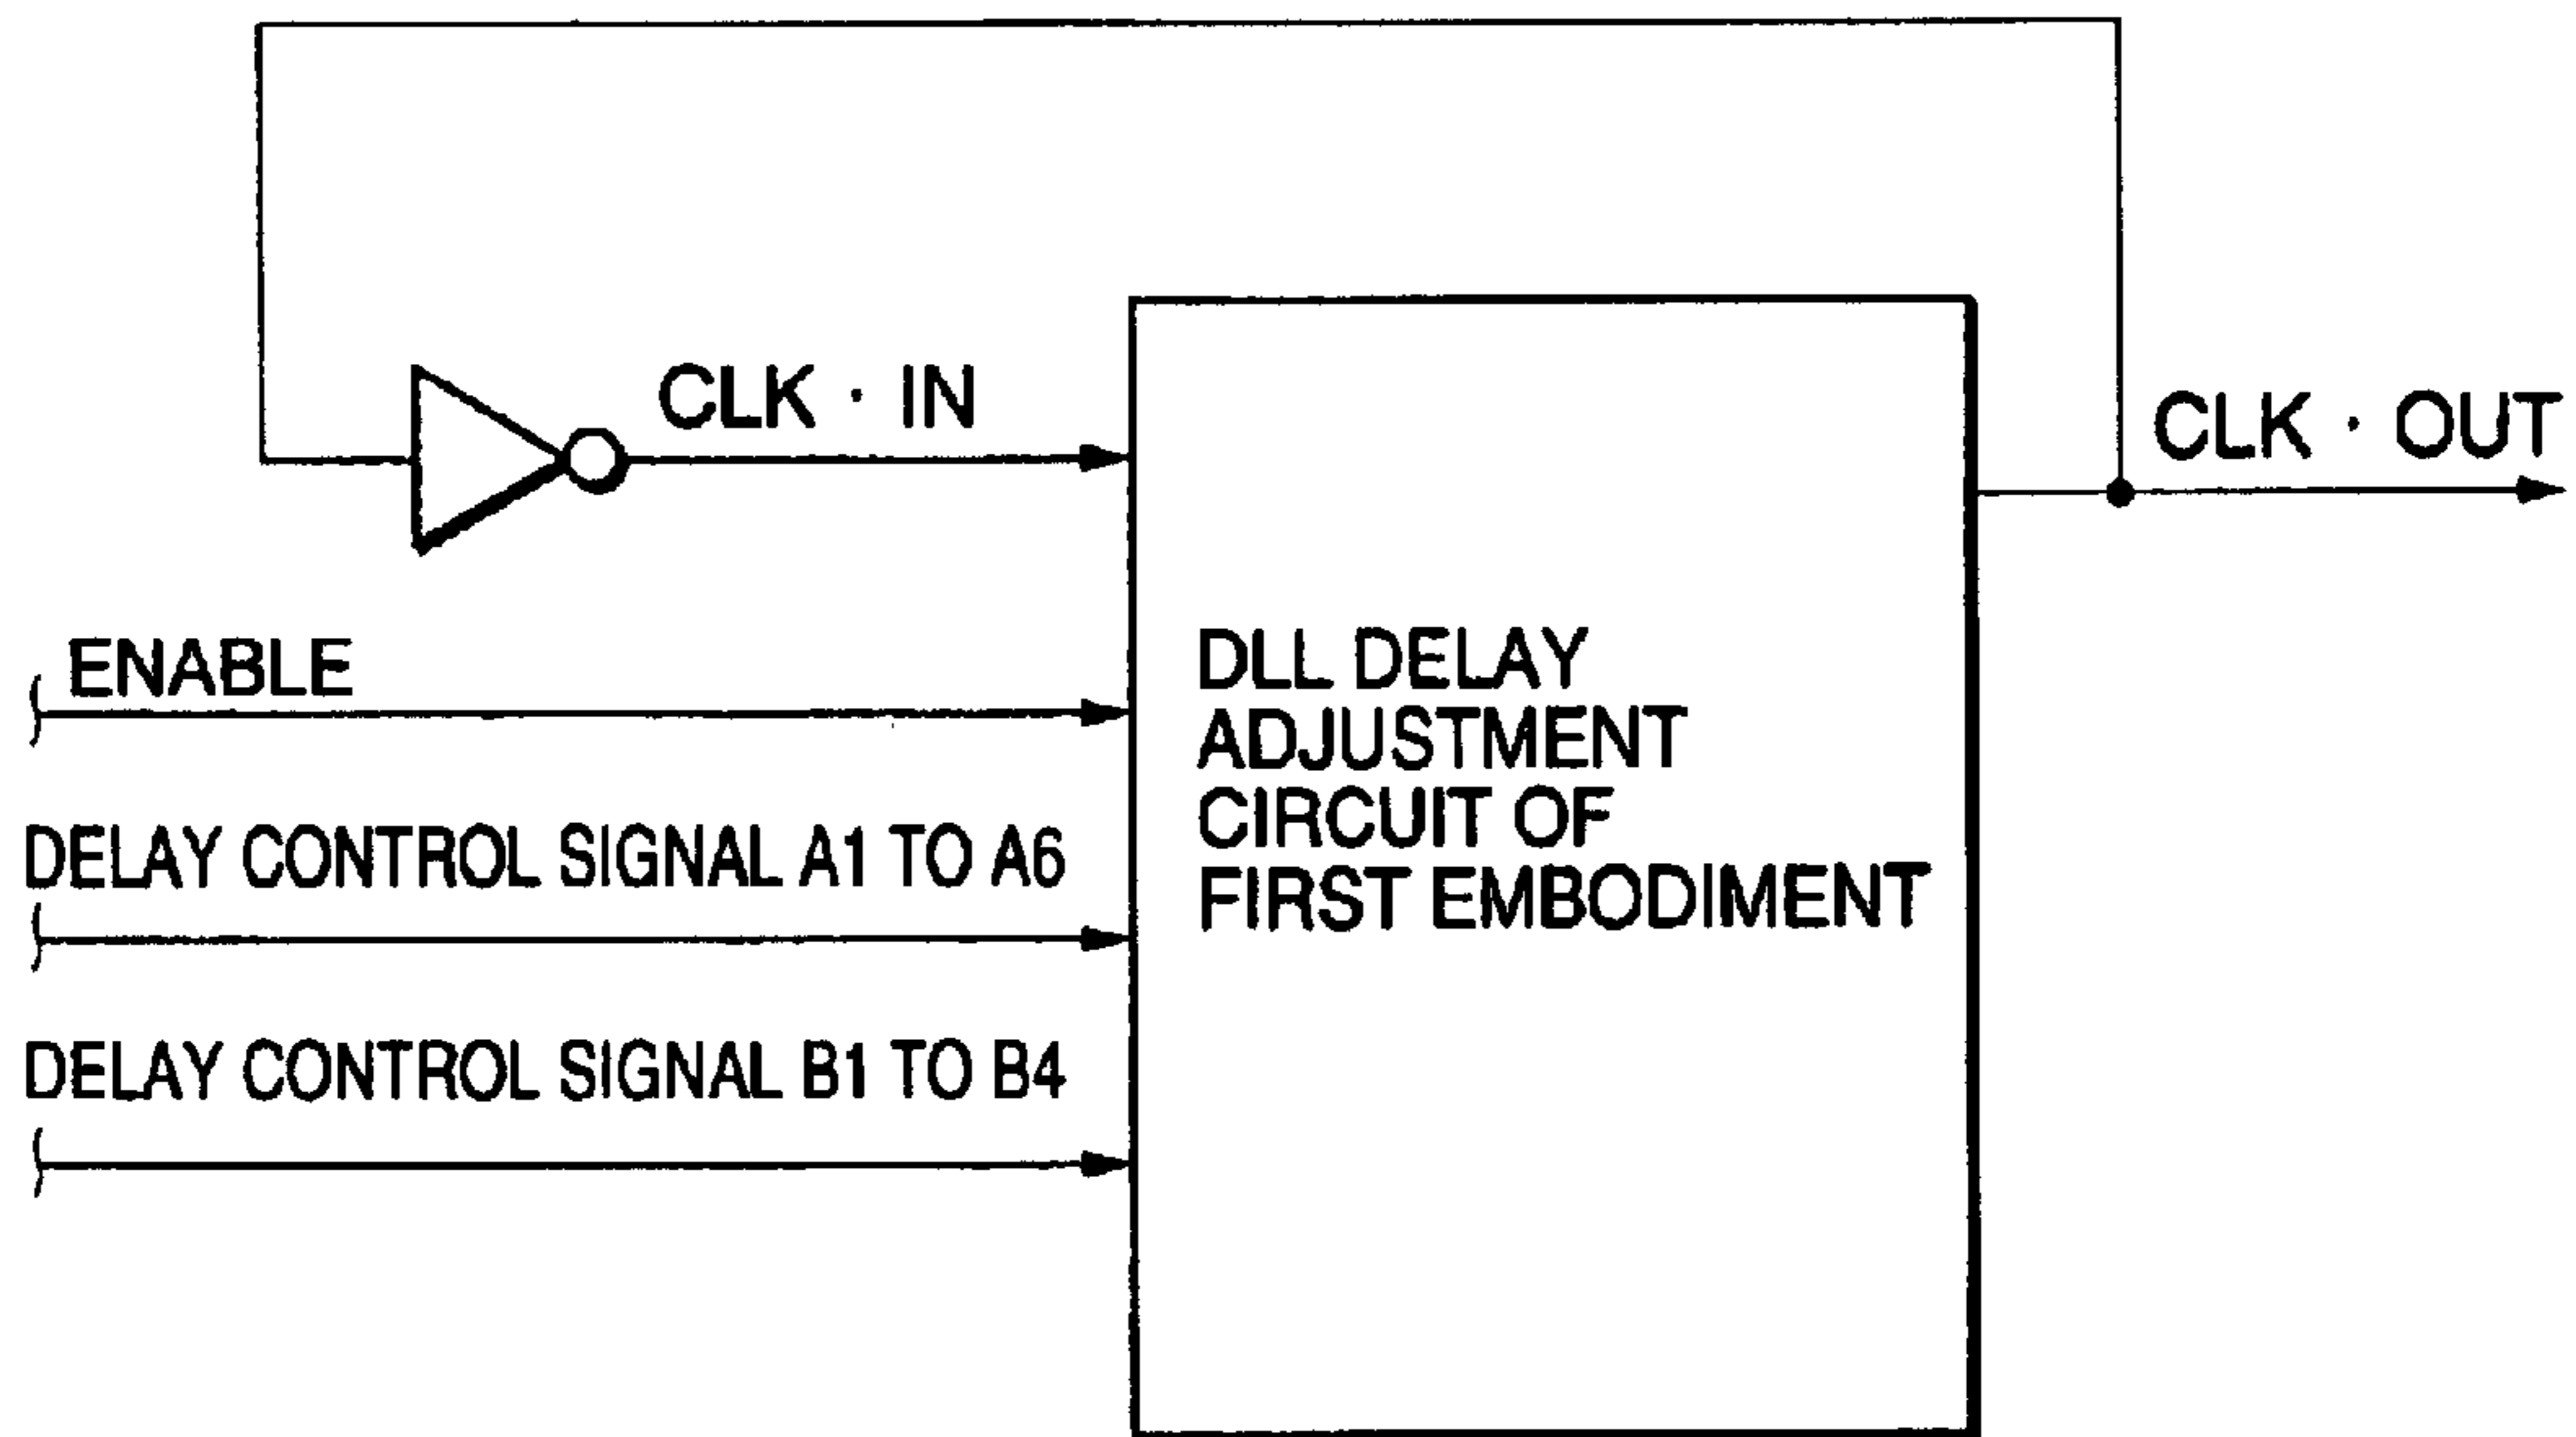 CLK · IN
CLK · OUT
ENABLE
DLL DELAY
ADJUSTMENT
CIRCUIT OF
FIRST EMBODIMENT
DELAY CONTROL SIGNAL A1 TO A6
DELAY CONTROL SIGNAL B1 TO B4